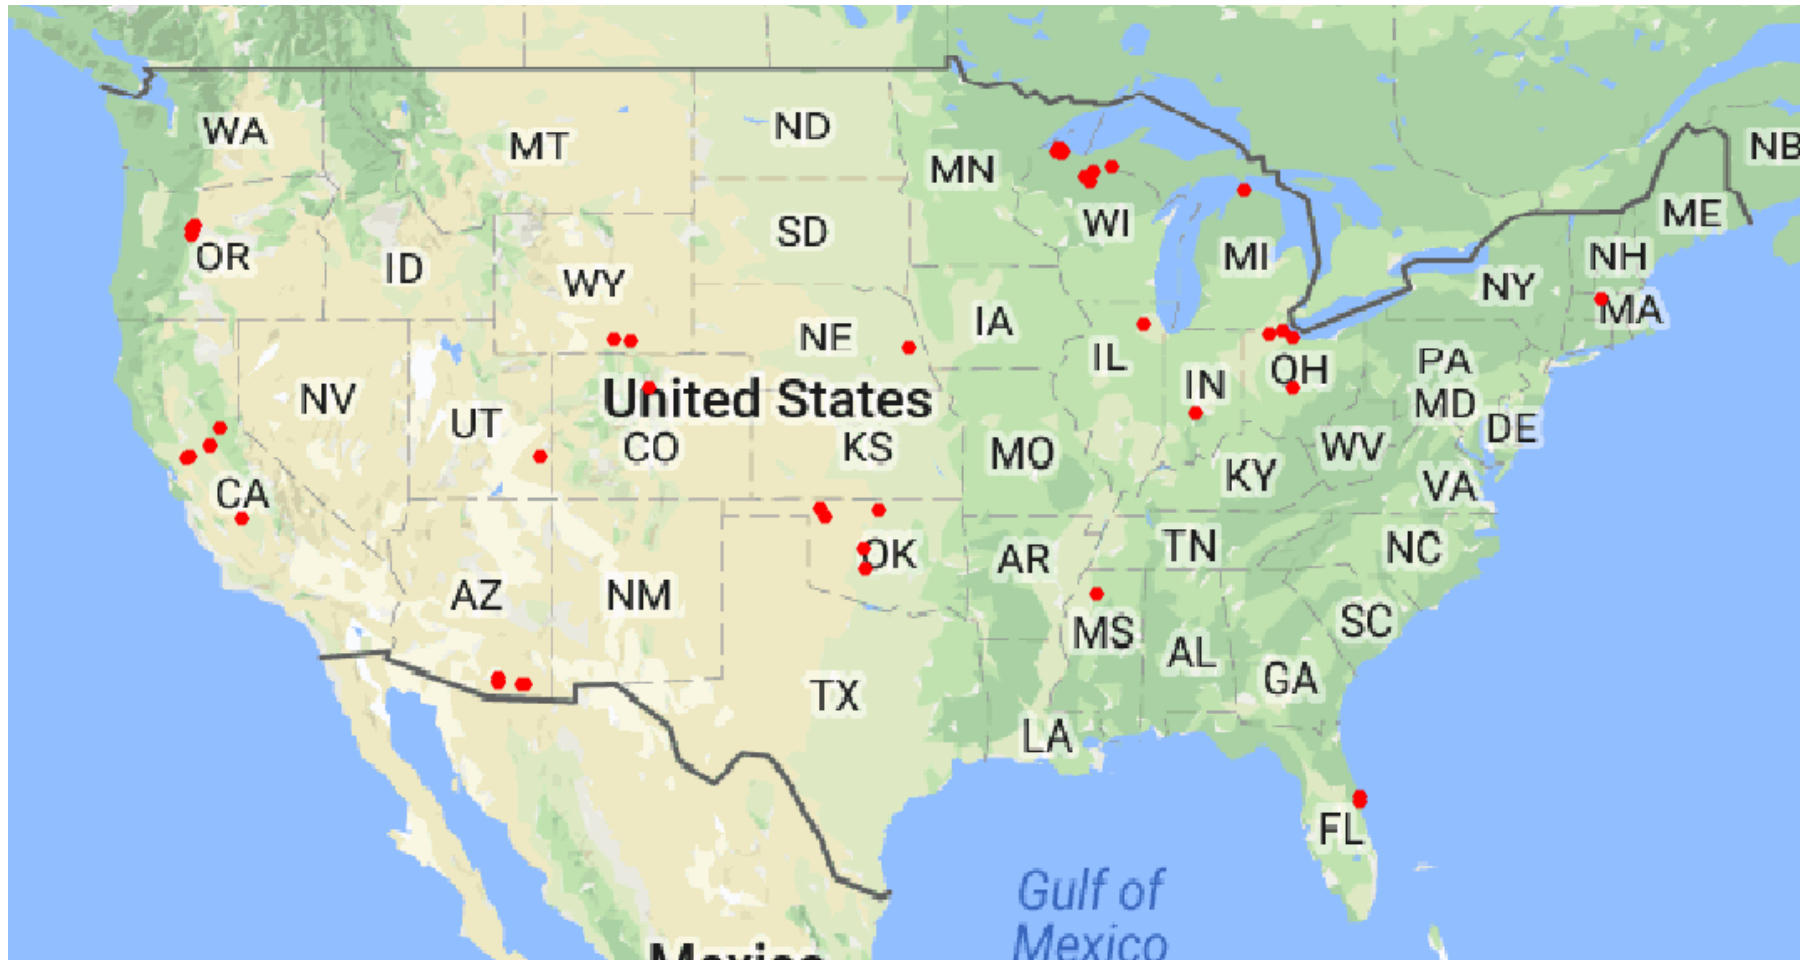 WA
MT
ND
MN
NB
OR
ID
WY
SD
WI
MI
ME
NH
NY
MA
NE
IA
IL
IN
OH
PA
NV
UT
United States
CO
KS
MO
MD
DE
WV
KY
VA
CA
AZ
NM
OK
AR
TN
NC
MS
AL
SC
GA
TX
LA
FL
Gulf of
Mexico
Mexico